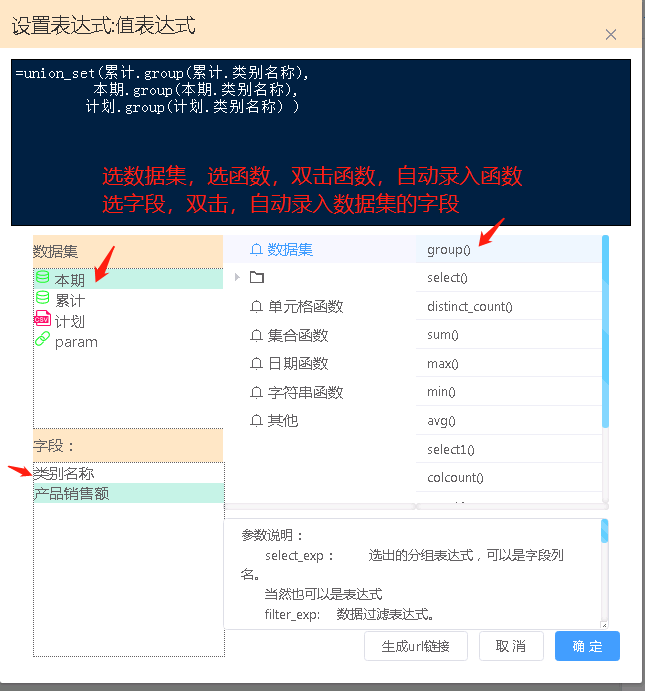 设置表达式:值表达式
=union_set(累计.group(累计.类别名称),
本期.group(本期.类别名称),
计划.group(计划.类别名称) )
选数据集，选函数，双击函数，自动录入函数
选字段，双击，自动录入数据集的字段
数据集
本期
累计
计划
param
字段：
类别名称
产品销售额
数据集
单元格函数
集合函数
日期函数
字符串函数
其他
group()
select()
distinct_count()
sum()
max()
min()
avg()
select1()
colcount()
参数说明：
select_exp： 选出的分组表达式，可以是字段列
名。
当然也可以是表达式
filter_exp: 数据过滤表达式。
生成url链接
取 消
确 定